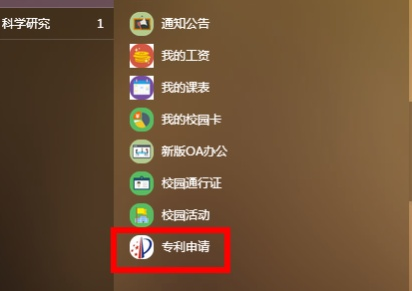 科学研究 1
通知公告
我的工资
我的课表
我的校园卡
新版OA办公
校园通行证
校园活动
专利申请